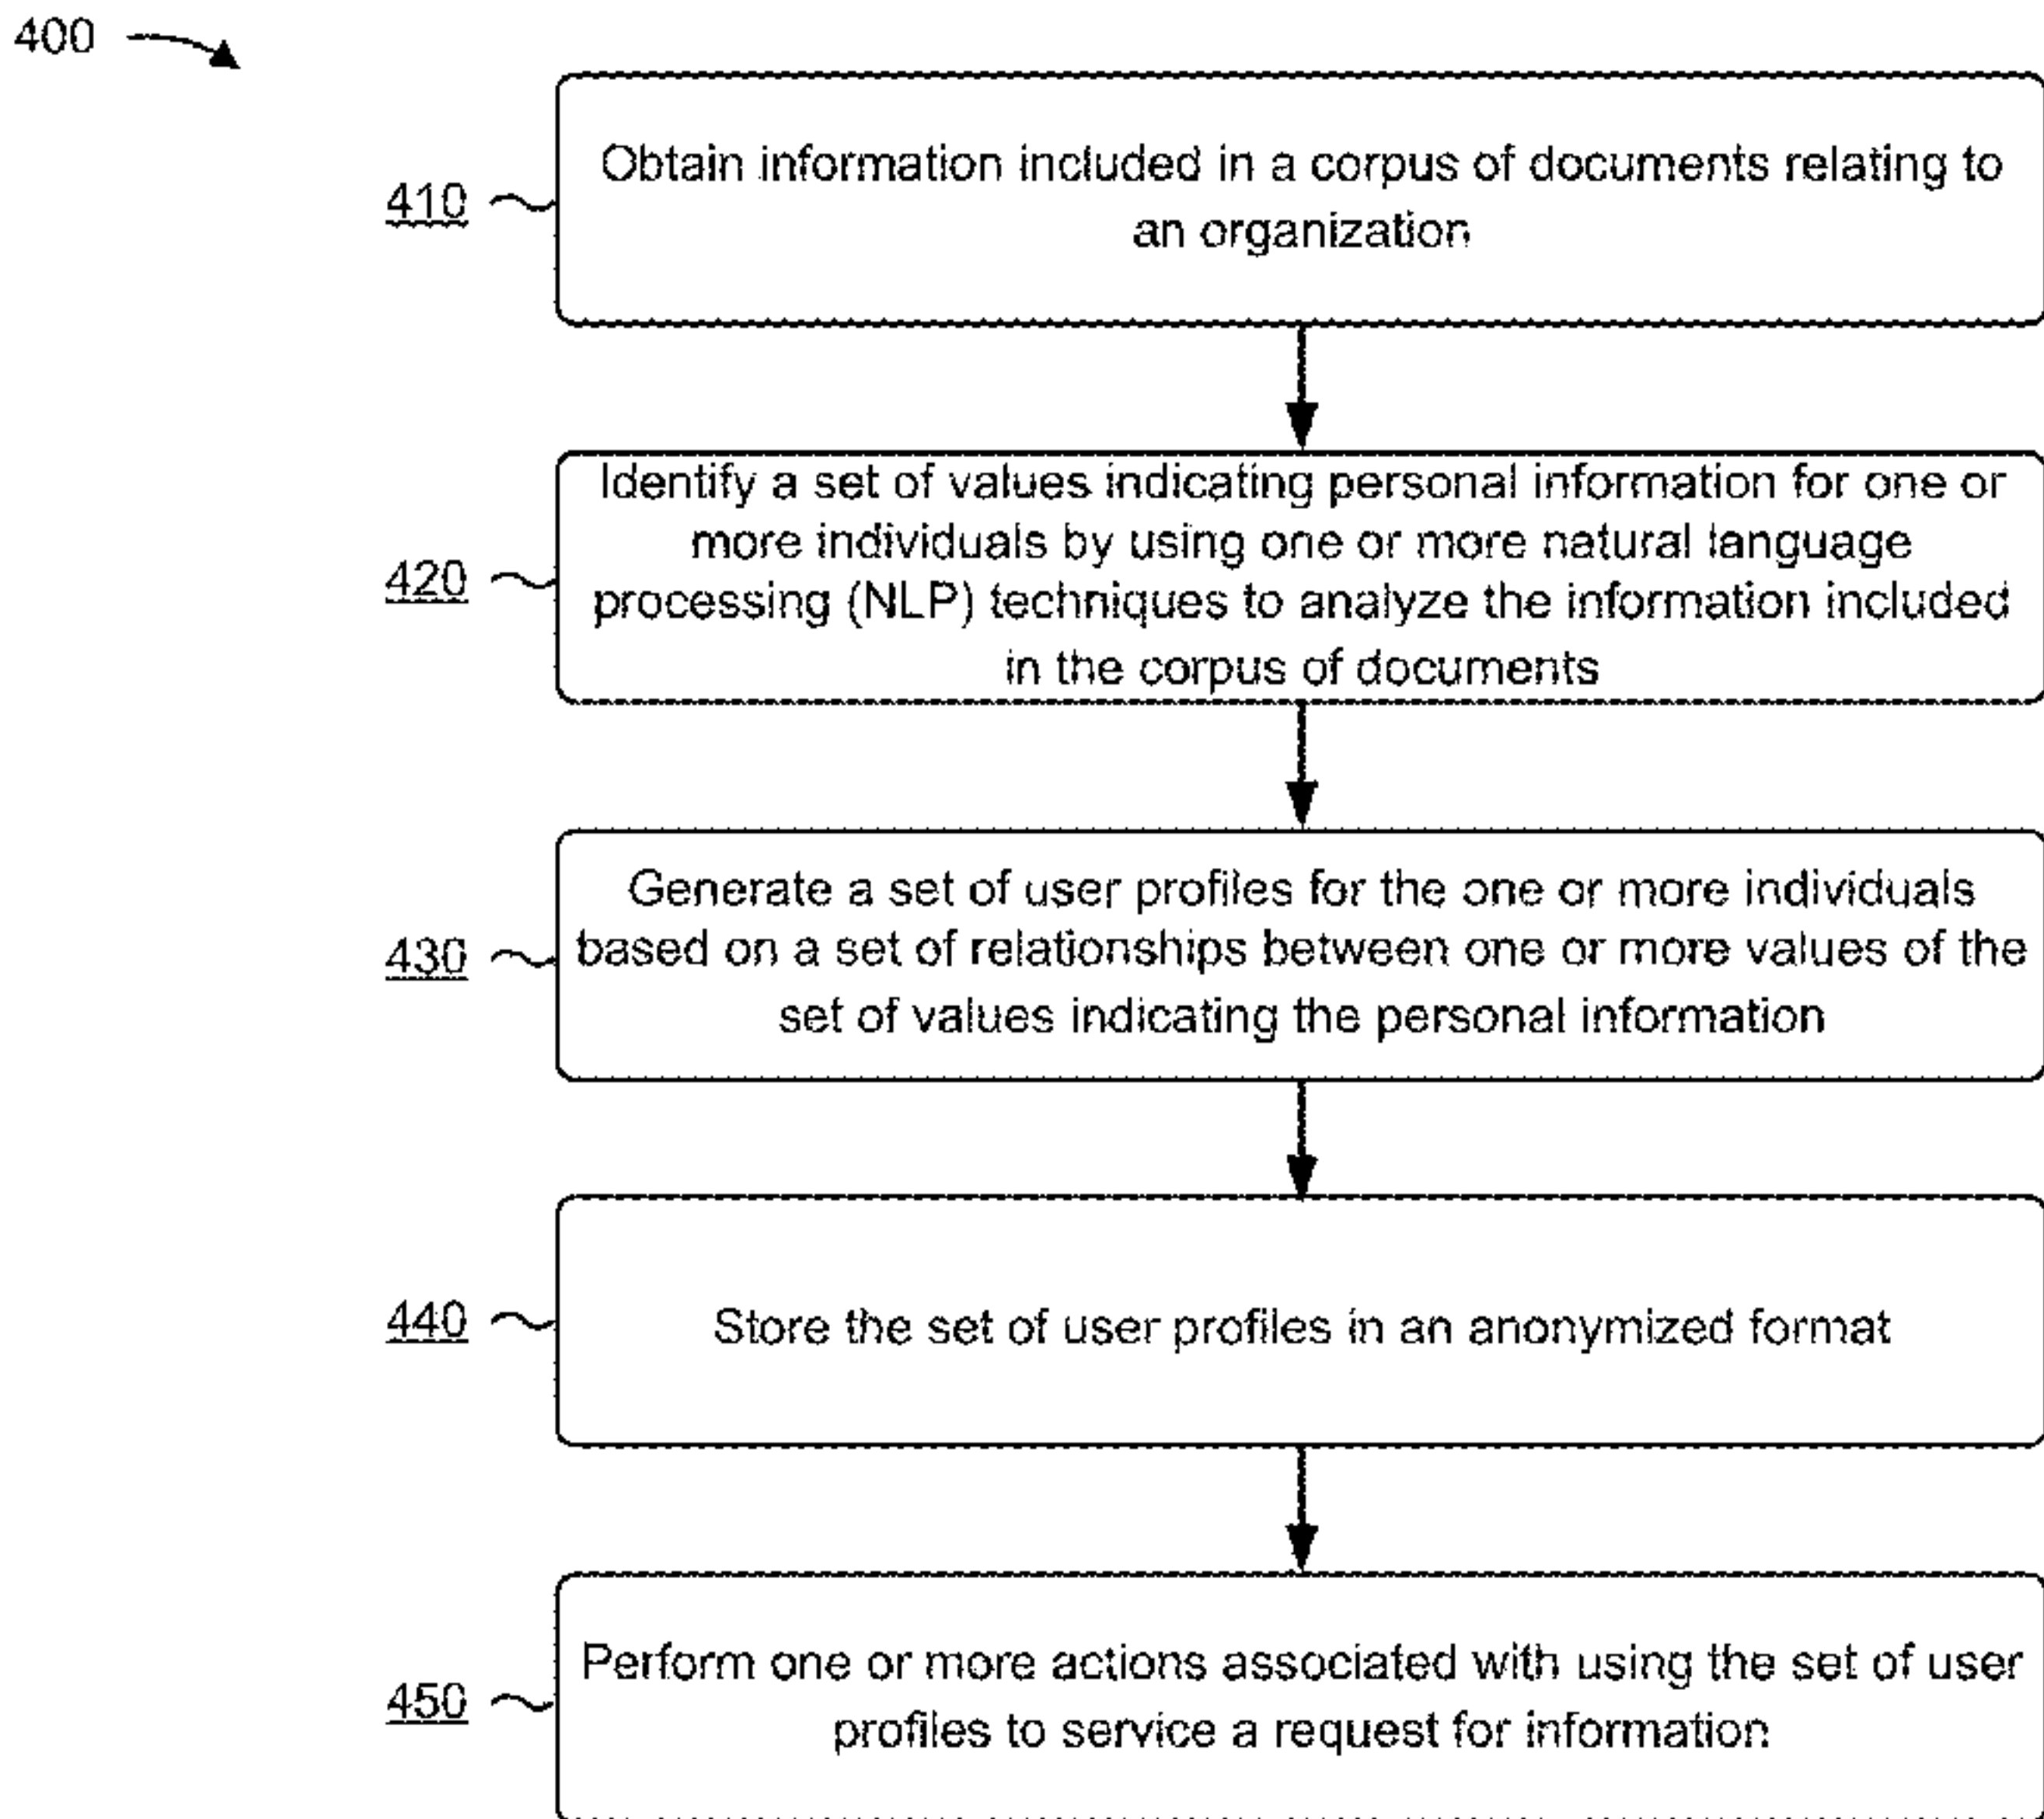 400
410
Obtain information included in a corpus of documents relating to
an organization
420
Identify a set of values indicating personal information for one or
more individuals by using one or more natural language
processing (NLP) techniques to analyze the information included
in the corpus of documents
430
Generate a set of user profiles for the one or more individuals
based on a set of relationships between one or more values of the
set of values indicating the personal information
440
Store the set of user profiles in an anonymized format
450
Perform one or more actions associated with using the set of user
profiles to service a request for information